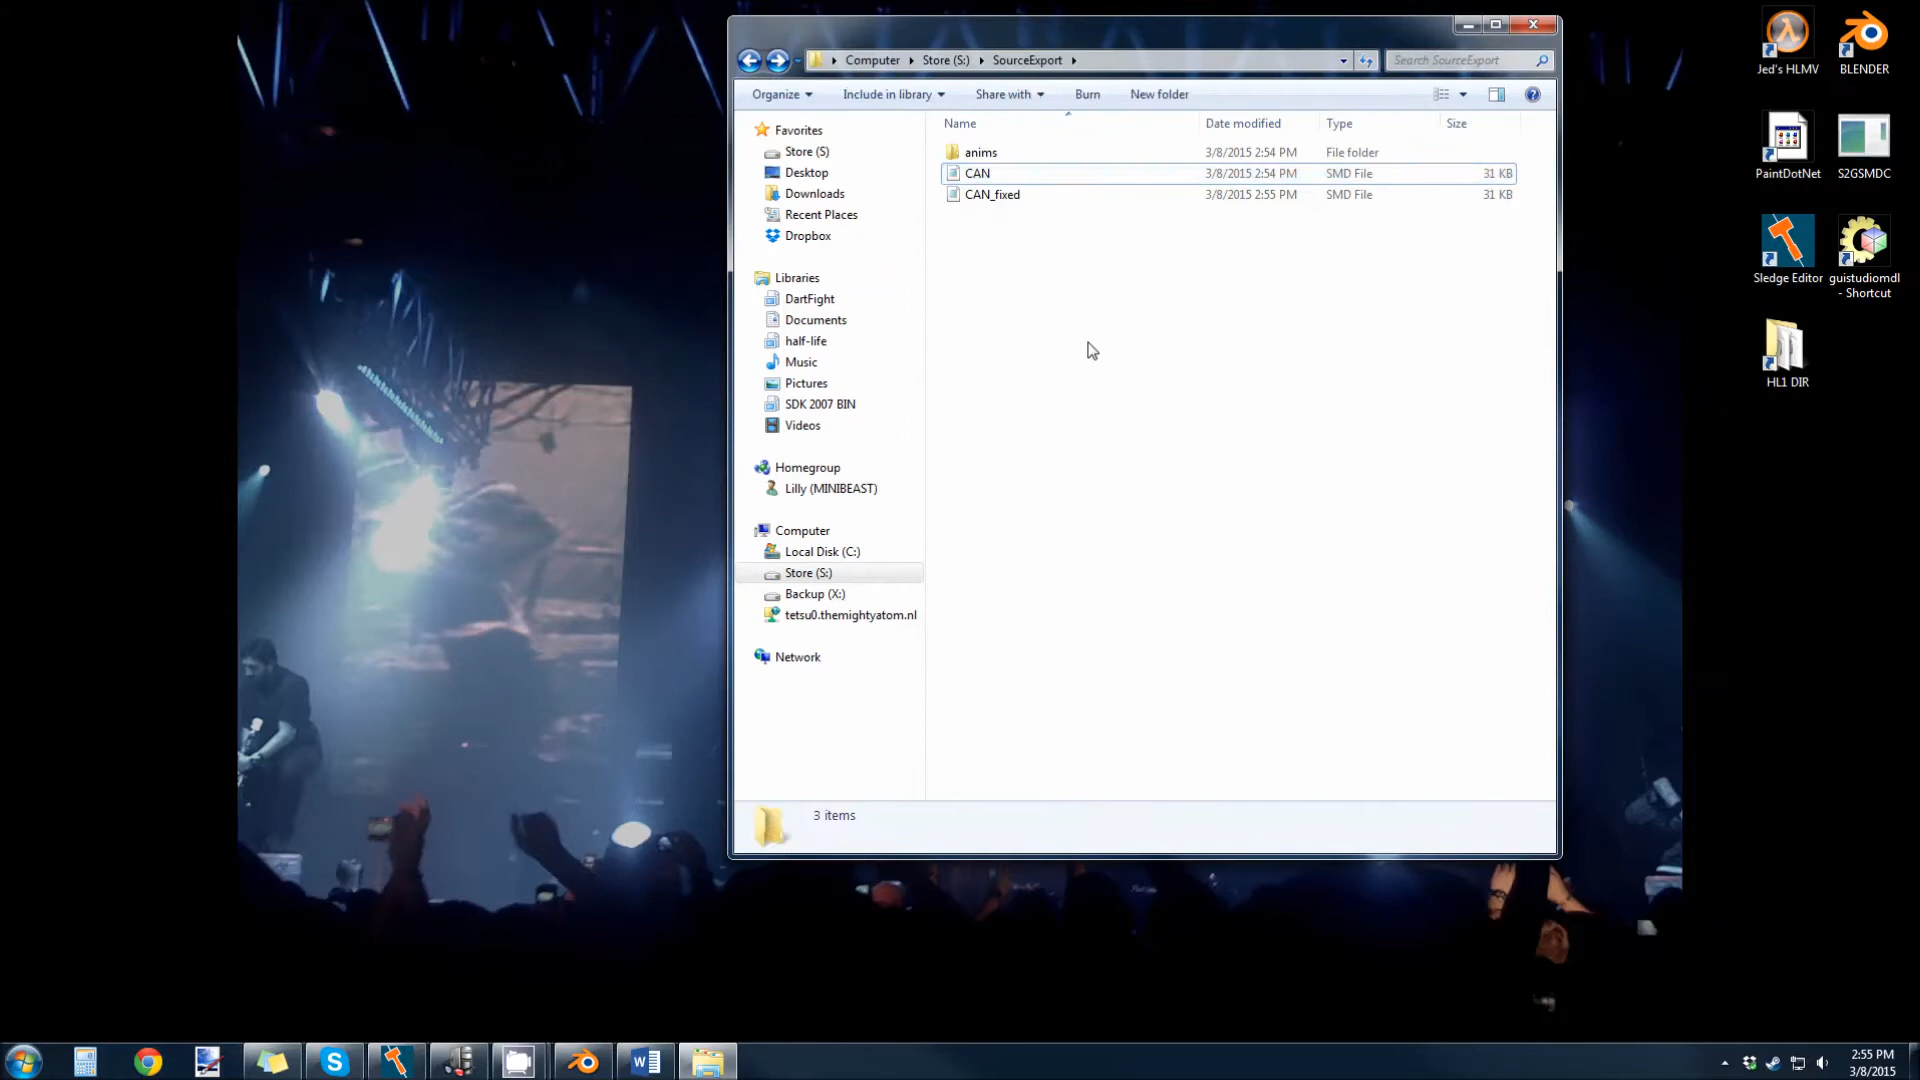 Computer Store (S:) SourceExport
Search SourceExport
Organize Include in library Share with Burn New folder
Name Date modified Type Size
anims 3/8/2015 2:54 PM File folder
CAN 3/8/2015 2:54 PM SMD File 31 KB
CAN_fixed 3/8/2015 2:55 PM SMD File 31 KB
Favorites
Store (S)
Desktop
Downloads
Recent Places
Dropbox
Libraries
DartFight
Documents
half-life
Music
Pictures
SDK 2007 BIN
Videos
Homegroup
Lilly (MINIBEAST)
Computer
Local Disk (C:)
Store (S:)
Backup (X:)
tetsu0.themightyatom.nl
Network
3 items
Jed's HLMV
BLENDER
PaintDotNet
S2GSMDC
Sledge Editor
guistudiomdl
- Shortcut
HL1 DIR
2:55 PM
3/8/2015